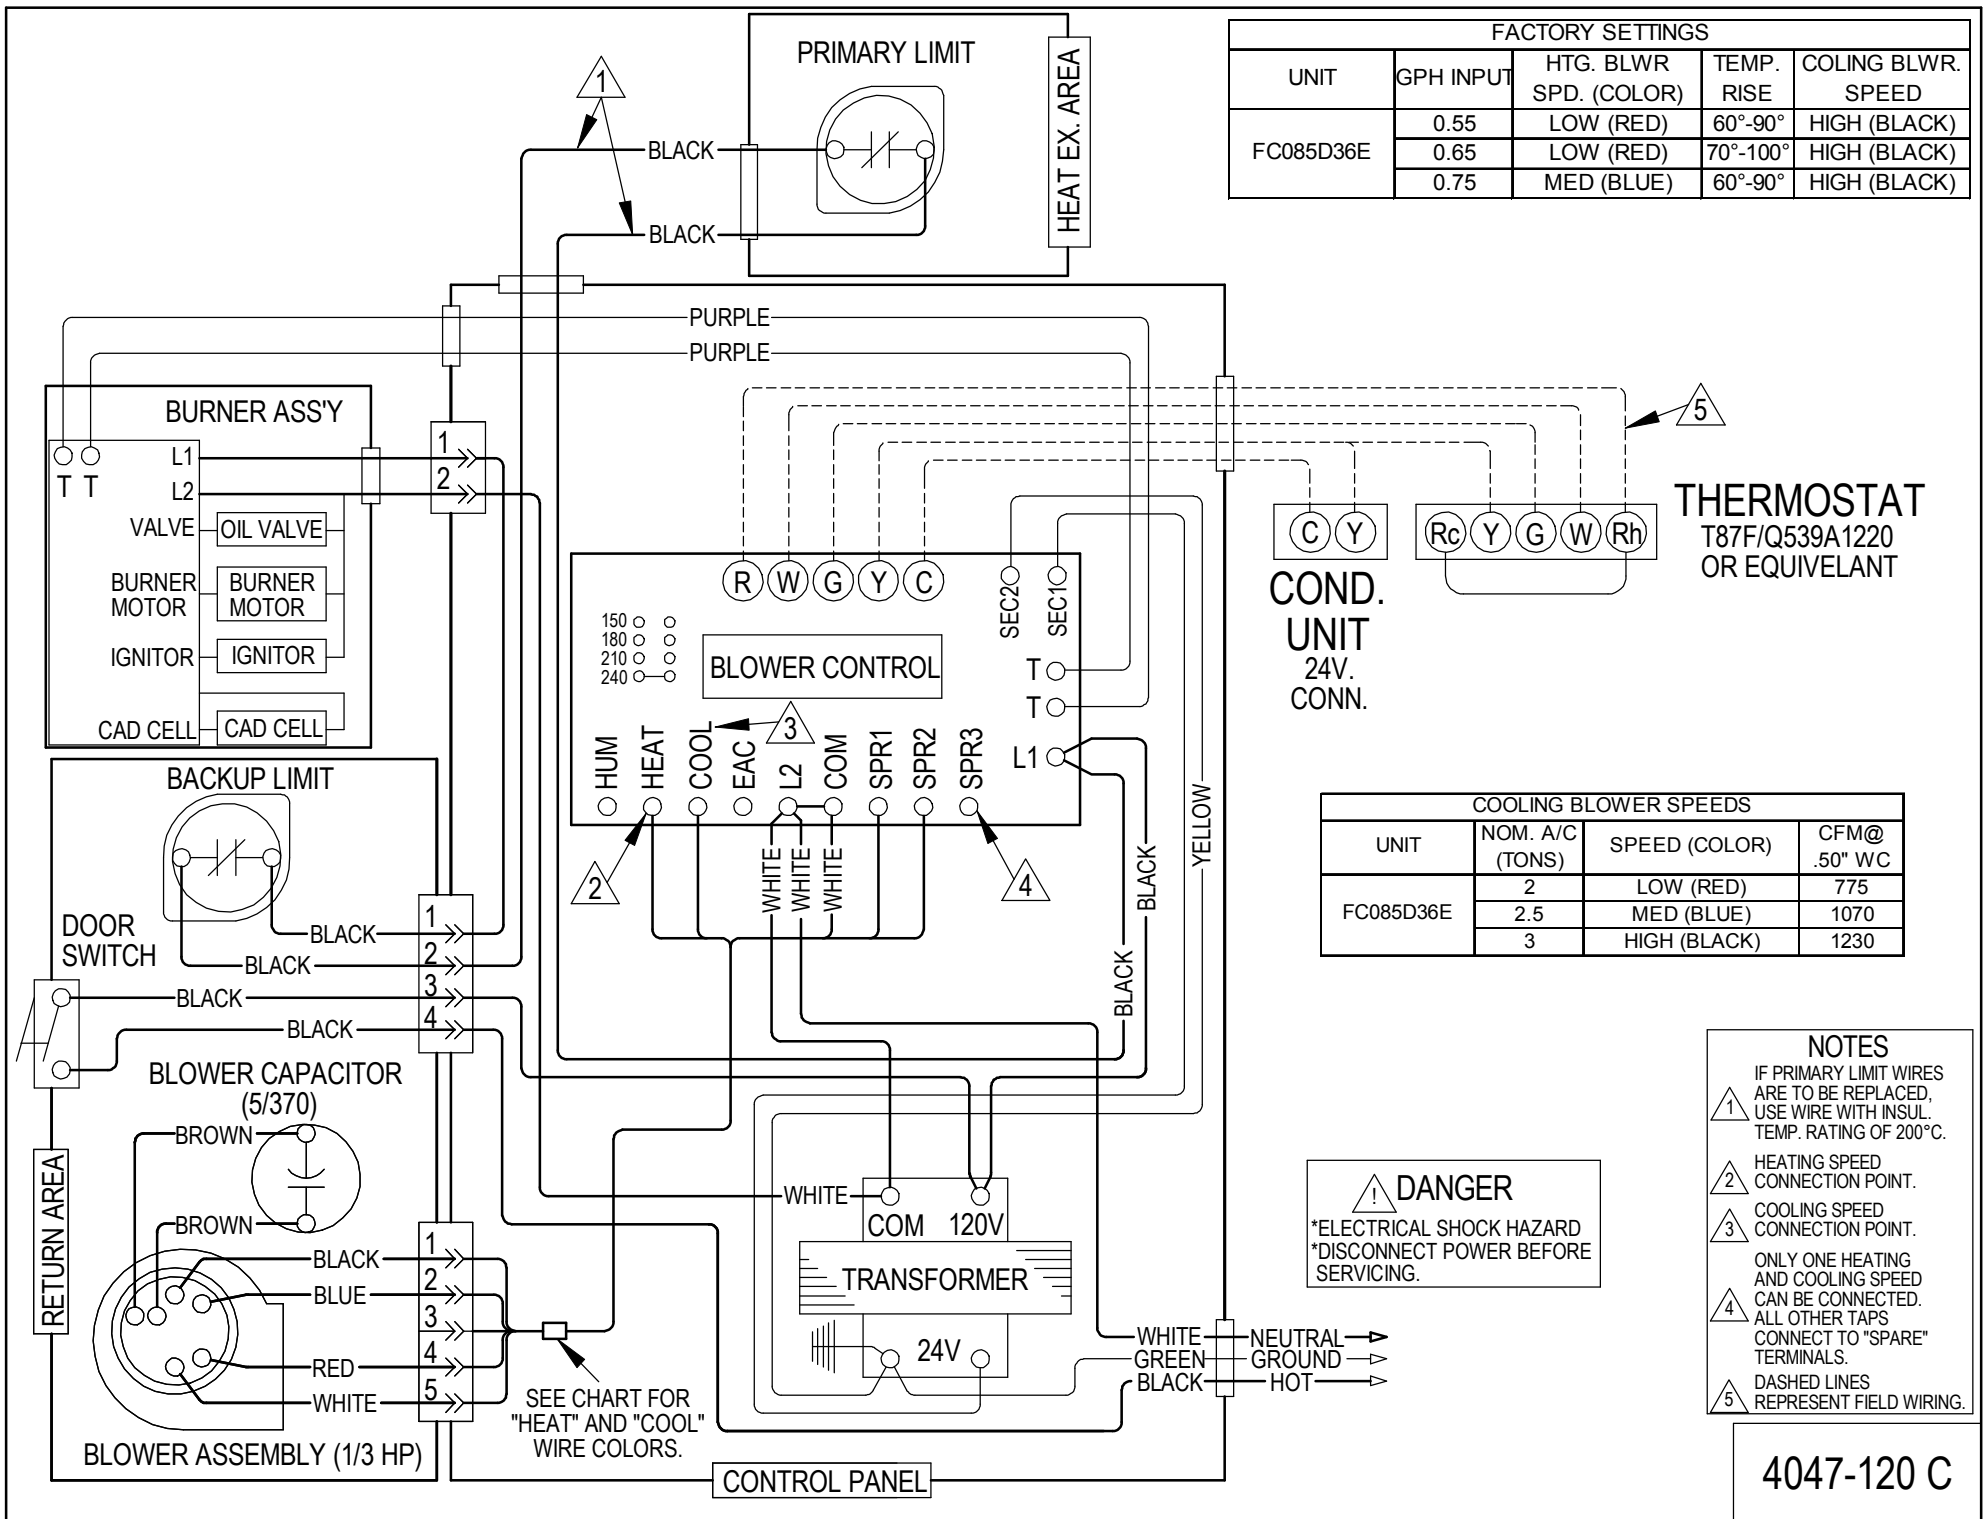 PRIMARY LIMIT
HEAT EX. AREA
1
BLACK
BLACK
FACTORY SETTINGS
UNIT GPH INPUT HTG. BLWR SPD. (COLOR) TEMP. RISE COLING BLWR. SPEED
FC085D36E
0.55 LOW (RED) 60°-90° HIGH (BLACK)
0.65 LOW (RED) 70°-100° HIGH (BLACK)
0.75 MED (BLUE) 60°-90° HIGH (BLACK)
PURPLE
PURPLE
BURNER ASS'Y
T T
L1
L2
VALVE OIL VALVE
BURNER MOTOR BURNER MOTOR
IGNITOR IGNITOR
CAD CELL CAD CELL
1
2
5
R W G Y C
SEC2
SEC1
150
180
210
240
BLOWER CONTROL
T
T
L1
3
HUM
HEAT
COOL
EAC
L2
COM
SPR1
SPR2
SPR3
2
4
WHITE
WHITE
WHITE
BLACK
BLACK
YELLOW
C Y
COND.
UNIT
24V.
CONN.
Rc Y G W Rh
THERMOSTAT
T87F/Q539A1220
OR EQUIVELANT
COOLING BLOWER SPEEDS
UNIT NOM. A/C (TONS) SPEED (COLOR) CFM@ .50" WC
FC085D36E
2 LOW (RED) 775
2.5 MED (BLUE) 1070
3 HIGH (BLACK) 1230
BACKUP LIMIT
DOOR
SWITCH
BLACK
BLACK
BLACK
BLACK
1
2
3
4
BLOWER CAPACITOR
(5/370)
BROWN
BROWN
RETURN AREA
BLACK
BLUE
RED
WHITE
1
2
3
4
5
BLOWER ASSEMBLY (1/3 HP)
SEE CHART FOR
"HEAT" AND "COOL"
WIRE COLORS.
WHITE
COM 120V
TRANSFORMER
24V
WHITE NEUTRAL
GREEN GROUND
BLACK HOT
CONTROL PANEL
! DANGER
*ELECTRICAL SHOCK HAZARD
*DISCONNECT POWER BEFORE
SERVICING.
NOTES
1 IF PRIMARY LIMIT WIRES
ARE TO BE REPLACED,
USE WIRE WITH INSUL.
TEMP. RATING OF 200°C.
2 HEATING SPEED
CONNECTION POINT.
3 COOLING SPEED
CONNECTION POINT.
4 ONLY ONE HEATING
AND COOLING SPEED
CAN BE CONNECTED.
ALL OTHER TAPS
CONNECT TO "SPARE"
TERMINALS.
5 DASHED LINES
REPRESENT FIELD WIRING.
4047-120 C